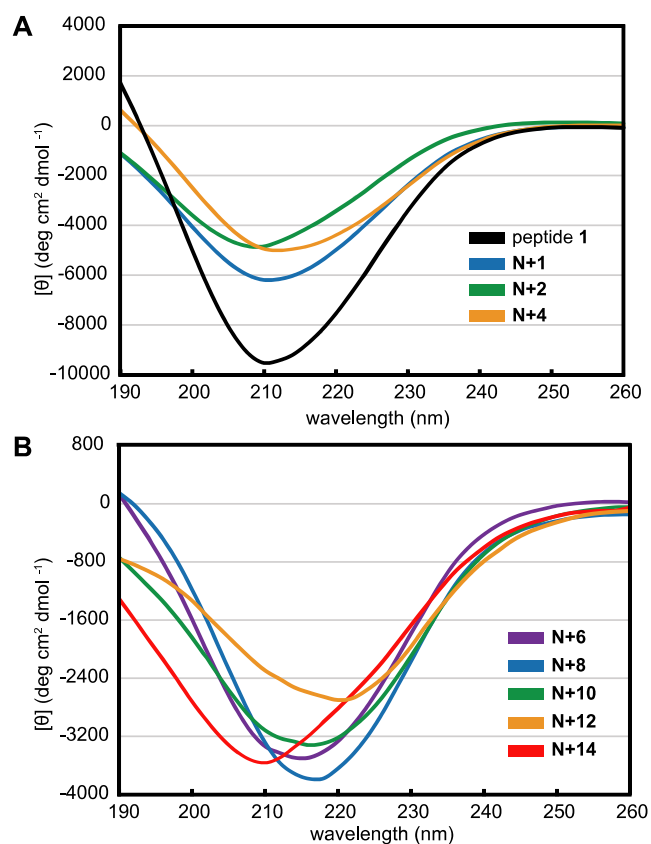 A
4000
2000
0
-2000
-4000
-6000
-8000
-10000
[θ] (deg cm² dmol ⁻¹)
peptide 1
N+1
N+2
N+4
190 200 210 220 230 240 250 260
wavelength (nm)
B
800
0
-800
-1600
-2400
-3200
-4000
[θ] (deg cm² dmol ⁻¹)
N+6
N+8
N+10
N+12
N+14
190 200 210 220 230 240 250 260
wavelength (nm)